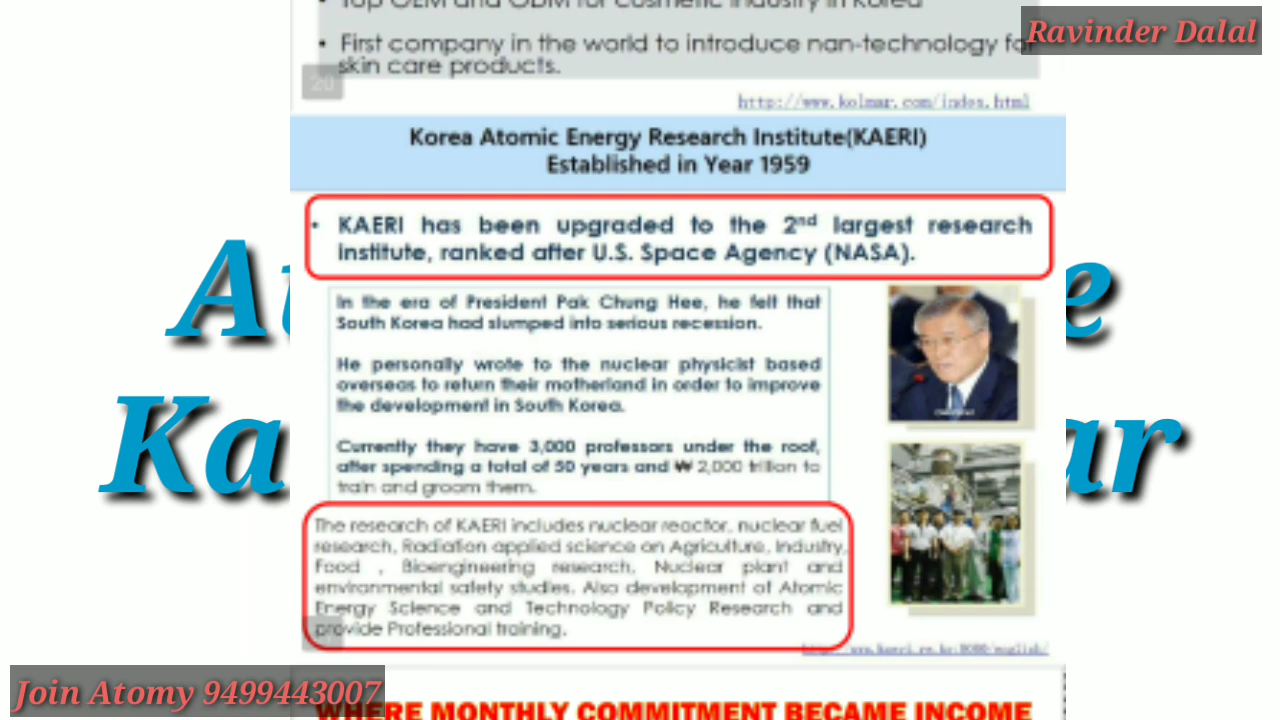 • Top OEM and ODM for cosmetic industry in Korea
Ravinder Dalal
• First company in the world to introduce nan-technology for
skin care products.
20
http://www.kolmar.com/index.html
Korea Atomic Energy Research Institute(KAERI)
Established in Year 1959
• KAERI has been upgraded to the 2nd largest research
institute, ranked after U.S. Space Agency (NASA).
In the era of President Pak Chung Hee, he felt that
South Korea had slumped into serious recession.
He personally wrote to the nuclear physicist based
overseas to return their motherland in order to improve
the development in South Korea.
Currently they have 3,000 professors under the roof,
after spending a total of 50 years and ₩ 2,000 trillion to
train and groom them.
The research of KAERI includes nuclear reactor, nuclear fuel
research, Radiation applied science on Agriculture, Industry,
Food , Bioengineering research, Nuclear plant and
environmental safety studies. Also development of Atomic
Energy Science and Technology Policy Research and
provide Professional training.
Join Atomy 9499443007
WHERE MONTHLY COMMITMENT BECAME INCOME